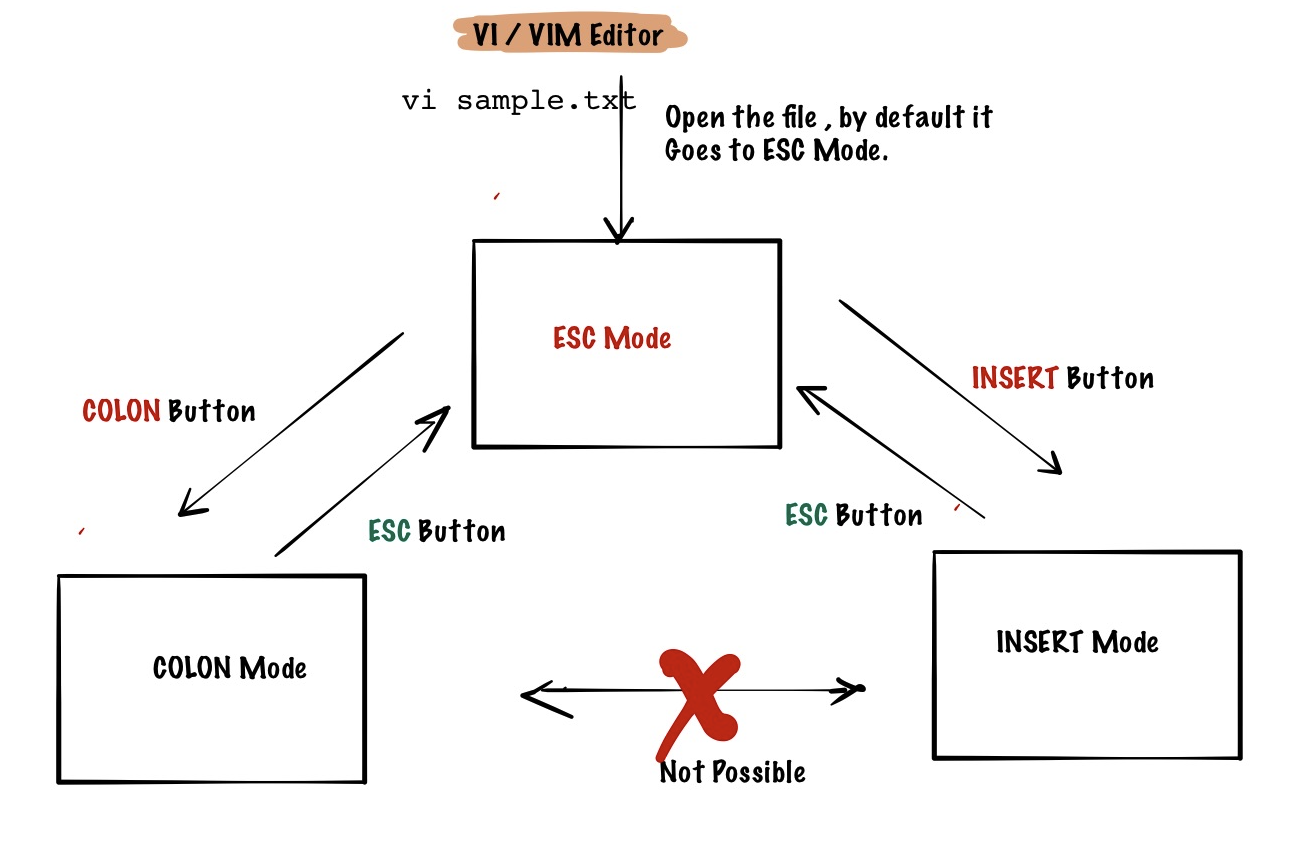 VI / VIM Editor
vi sample.txt
Open the file , by default it
Goes to ESC Mode.
ESC Mode
COLON Button
INSERT Button
ESC Button
ESC Button
COLON Mode
INSERT Mode
Not Possible